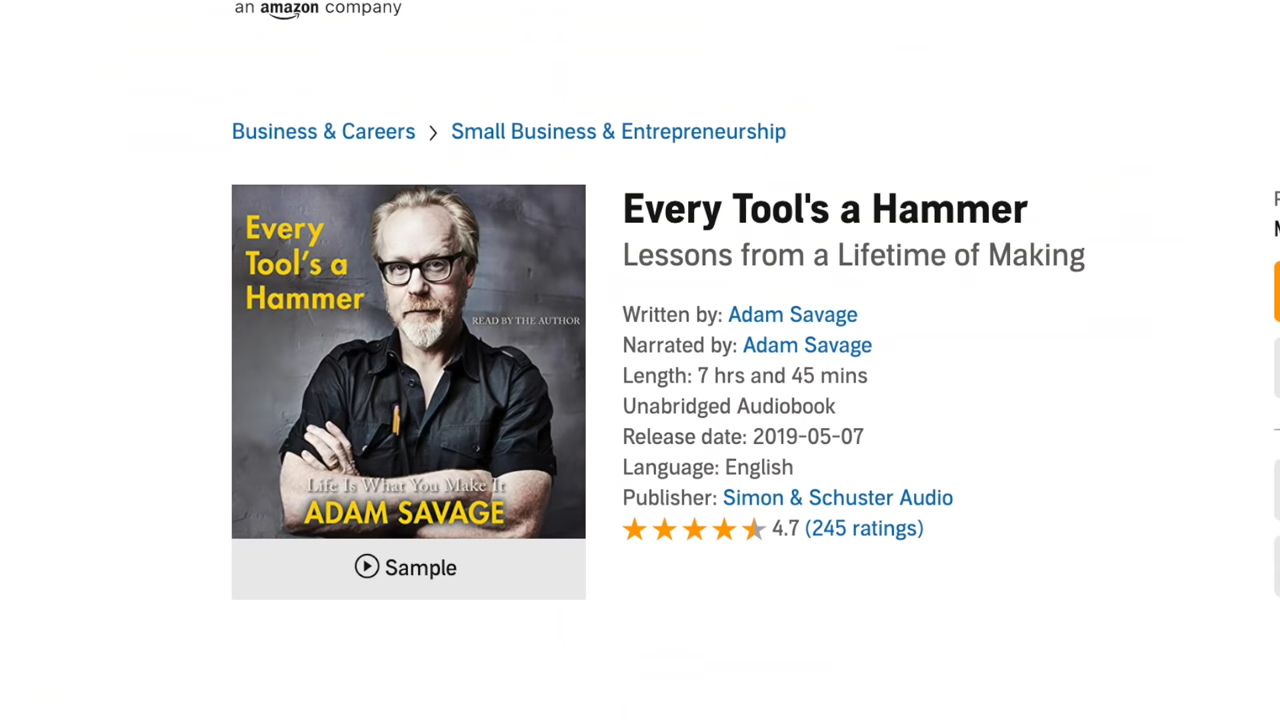 an amazon company
Business & Careers > Small Business & Entrepreneurship
Every
Tool's a
Hammer
READ BY THE AUTHOR
Life Is What You Make It
ADAM SAVAGE
Sample
Every Tool's a Hammer
Lessons from a Lifetime of Making
Written by: Adam Savage
Narrated by: Adam Savage
Length: 7 hrs and 45 mins
Unabridged Audiobook
Release date: 2019-05-07
Language: English
Publisher: Simon & Schuster Audio
4.7 (245 ratings)